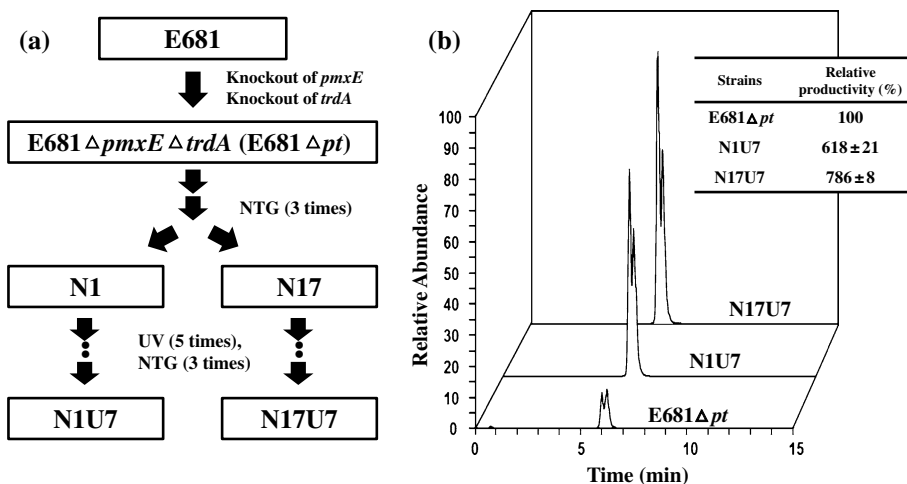 (a)
E681
Knockout of pmxE
Knockout of trdA
E681△pmxE△trdA (E681△pt)
NTG (3 times)
N1
N17
UV (5 times),
NTG (3 times)
N1U7
N17U7
(b)
Relative Abundance
100
90
80
70
60
50
40
30
20
10
0
0
5
10
15
Time (min)
N17U7
N1U7
E681△pt
Strains
Relative
productivity (%)
E681△pt 100
N1U7 618±21
N17U7 786±8